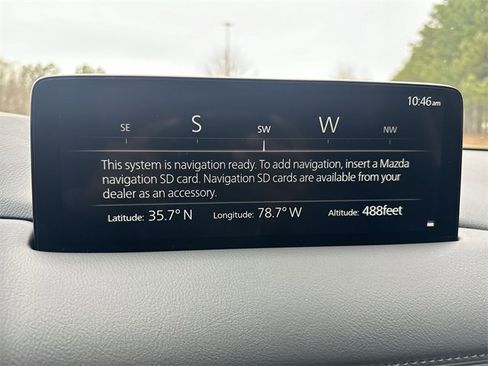 10:46am
SE S SW W NW
This system is navigation ready. To add navigation, insert a Mazda
navigation SD card. Navigation SD cards are available from your
dealer as an accessory.
Latitude: 35.7° N Longitude: 78.7° W Altitude: 488feet